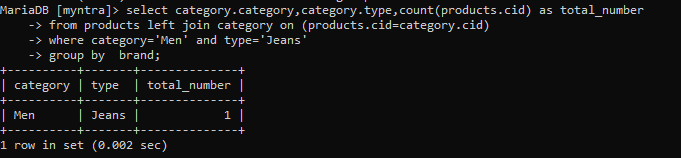 MariaDB [myntra]> select category.category,category.type,count(products.cid) as total_number
    -> from products left join category on (products.cid=category.cid)
    -> where category='Men' and type='Jeans'
    -> group by  brand;
+----------+-------+--------------+
| category | type  | total_number |
+----------+-------+--------------+
| Men      | Jeans |            1 |
+----------+-------+--------------+
1 row in set (0.002 sec)